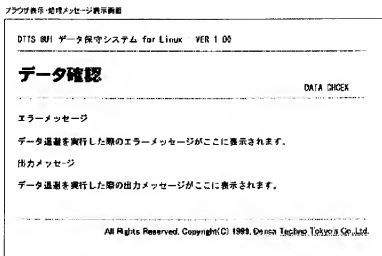 ブラウザ表示・処理メッセージ表示画面
DTTS GUI データ保守システム for Linux VER 1.00
データ確認
DATA CHCEK
エラーメッセージ
データ退避を実行した際のエラーメッセージがここに表示されます。
出力メッセージ
データ退避を実行した際の出力メッセージがここに表示されます。
All Rights Reserved, Copyright(C) 1999, Densa Techno Tokyo's Co.,Ltd.